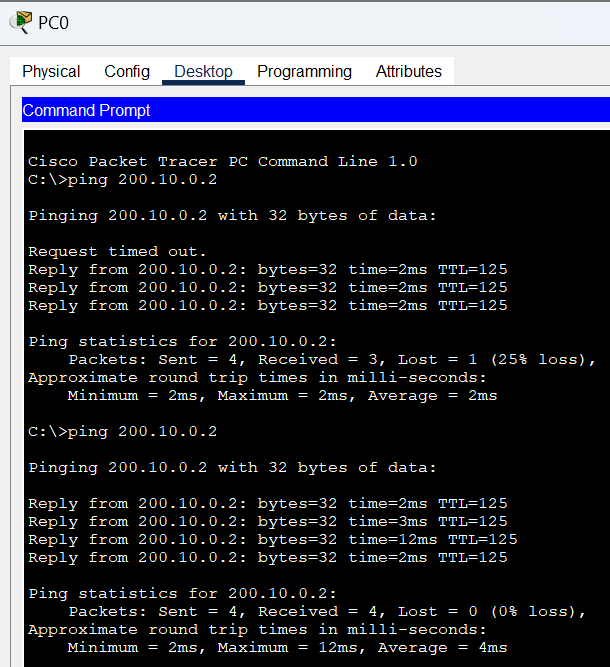 PC0
Physical Config Desktop Programming Attributes
Command Prompt
Cisco Packet Tracer PC Command Line 1.0
C:\>ping 200.10.0.2
Pinging 200.10.0.2 with 32 bytes of data:
Request timed out.
Reply from 200.10.0.2: bytes=32 time=2ms TTL=125
Reply from 200.10.0.2: bytes=32 time=2ms TTL=125
Reply from 200.10.0.2: bytes=32 time=2ms TTL=125
Ping statistics for 200.10.0.2:
    Packets: Sent = 4, Received = 3, Lost = 1 (25% loss),
Approximate round trip times in milli-seconds:
    Minimum = 2ms, Maximum = 2ms, Average = 2ms
C:\>ping 200.10.0.2
Pinging 200.10.0.2 with 32 bytes of data:
Reply from 200.10.0.2: bytes=32 time=2ms TTL=125
Reply from 200.10.0.2: bytes=32 time=3ms TTL=125
Reply from 200.10.0.2: bytes=32 time=12ms TTL=125
Reply from 200.10.0.2: bytes=32 time=2ms TTL=125
Ping statistics for 200.10.0.2:
    Packets: Sent = 4, Received = 4, Lost = 0 (0% loss),
Approximate round trip times in milli-seconds:
    Minimum = 2ms, Maximum = 12ms, Average = 4ms